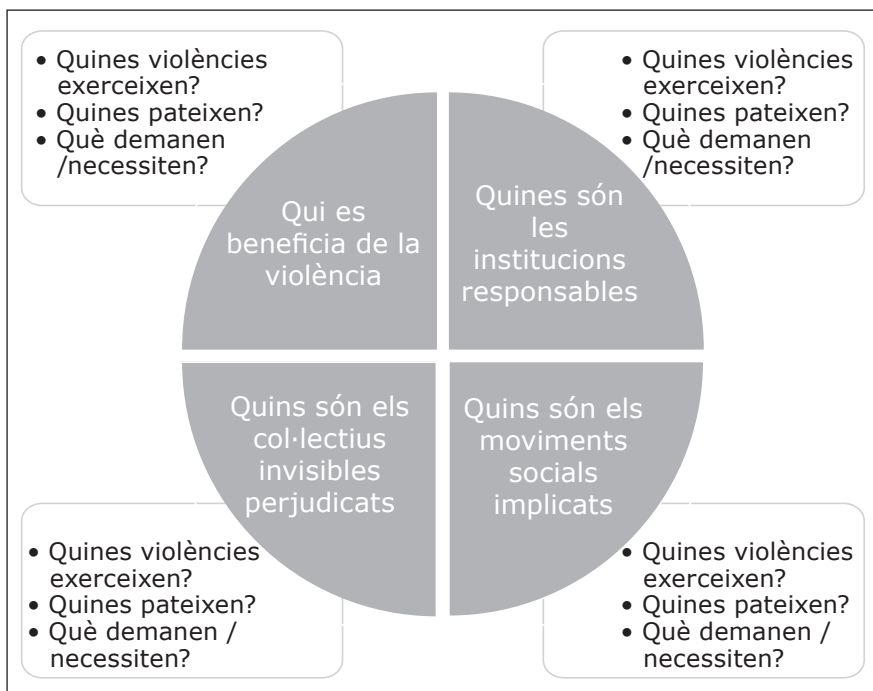 • Quines violències
exerceixen?
• Quines pateixen?
• Què demanen
/necessiten?
• Quines violències
exerceixen?
• Quines pateixen?
• Què demanen
/necessiten?
Qui es
beneficia de la
violència
Quines són
les
institucions
responsables
Quins són els
col·lectius
invisibles
perjudicats
Quins són els
moviments
socials
implicats
• Quines violències
exerceixen?
• Quines pateixen?
• Què demanen /
necessiten?
• Quines violències
exerceixen?
• Quines pateixen?
• Què demanen /
necessiten?